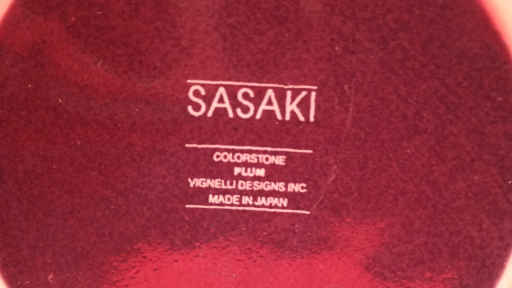 SASAKI
COLORSTONE
PLUM
VIGNELLI DESIGNS INC
MADE IN JAPAN